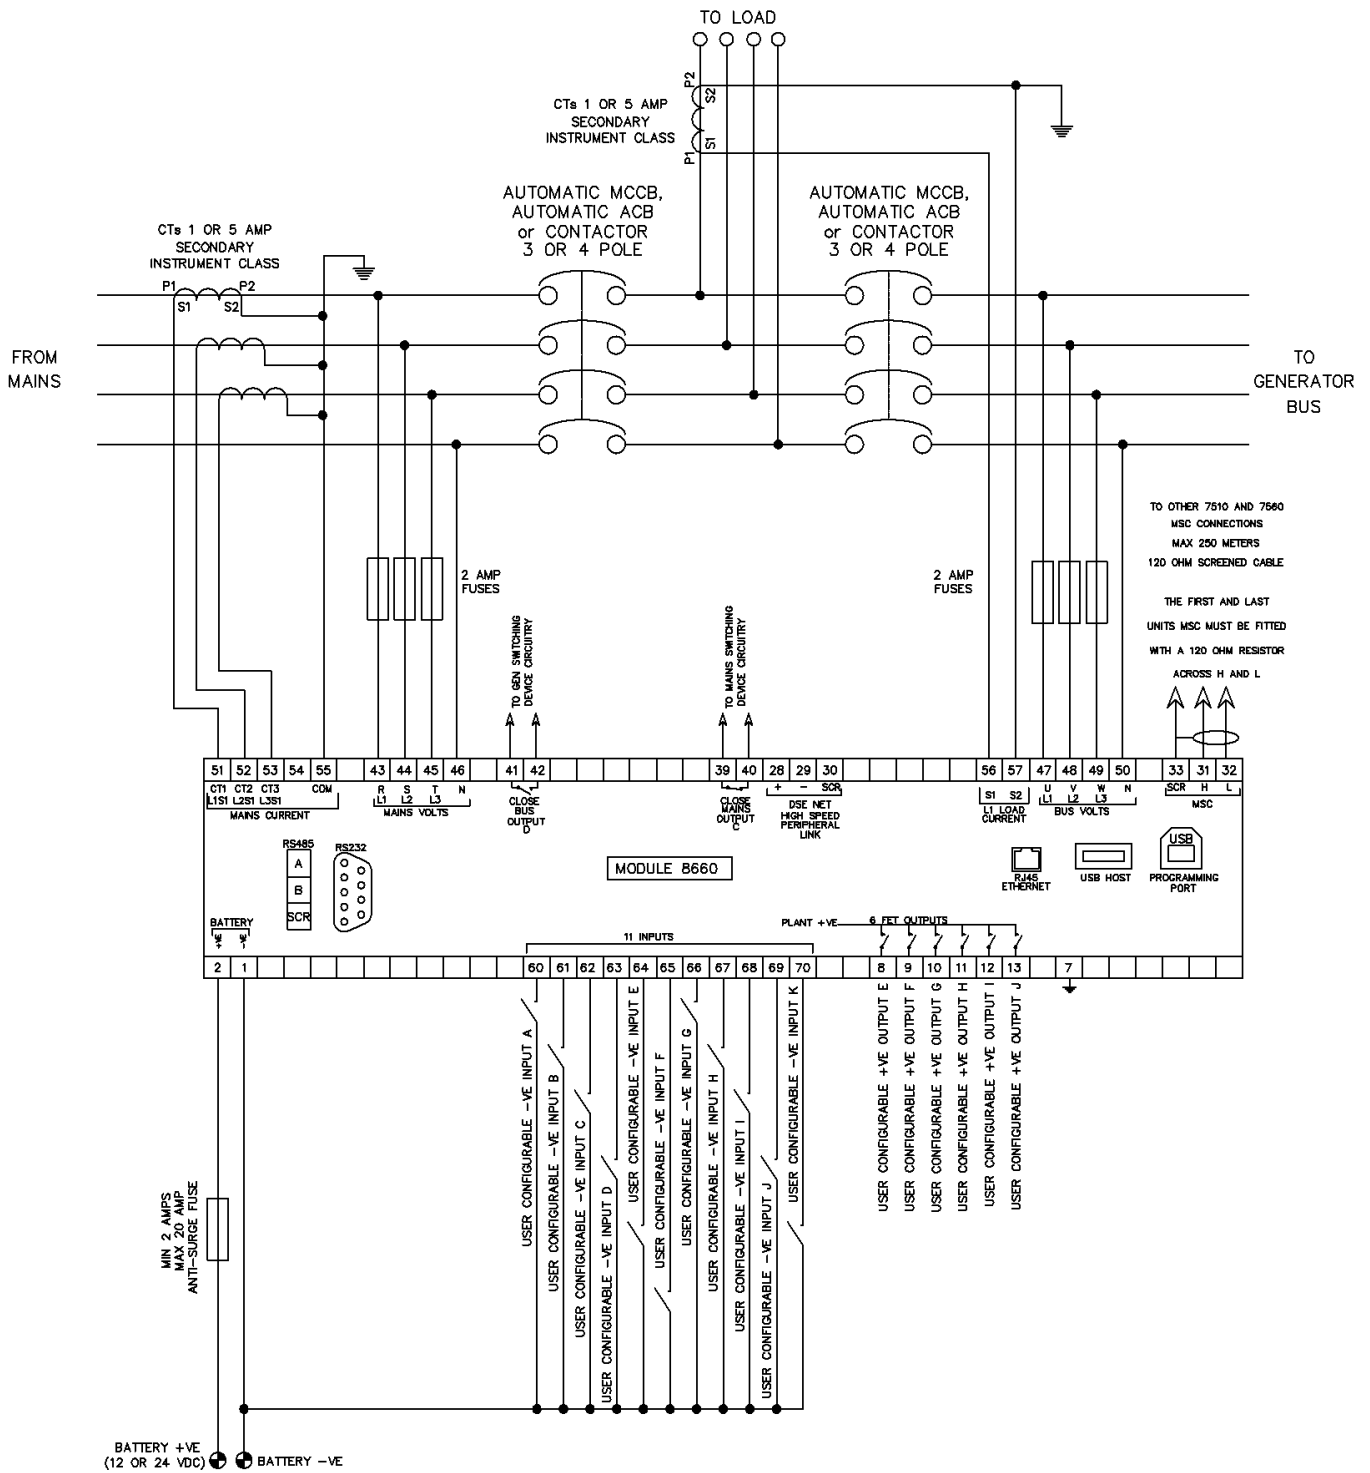 TO LOAD
P2
S2
CTs 1 OR 5 AMP
SECONDARY
INSTRUMENT CLASS
S1
P1
AUTOMATIC MCCB,
AUTOMATIC ACB
or CONTACTOR
3 OR 4 POLE
AUTOMATIC MCCB,
AUTOMATIC ACB
or CONTACTOR
3 OR 4 POLE
CTs 1 OR 5 AMP
SECONDARY
INSTRUMENT CLASS
P1 P2
S1 S2
FROM
MAINS
TO
GENERATOR
BUS
TO OTHER 7510 AND 7560
MSC CONNECTIONS
MAX 250 METERS
120 OHM SCREENED CABLE
THE FIRST AND LAST
UNITS MSC MUST BE FITTED
WITH A 120 OHM RESISTOR
ACROSS H AND L
2 AMP
FUSES
2 AMP
FUSES
TO GEN SWITCHING
DEVICE CIRCUITRY
TO MAINS SWITCHING
DEVICE CIRCUITRY
51 52 53 54 55 43 44 45 46 41 42 39 40 28 29 30 56 57 47 48 49 50 33 31 32
CT1 CT2 CT3 COM
L1S1 L2S1 L3S1
MAINS CURRENT
R S T N
L1 L2 L3
MAINS VOLTS
CLOSE
BUS
OUTPUT
D
CLOSE
MAINS
OUTPUT
C
+ − SCR
DSE NET
HIGH SPEED
PERIPHERAL
LINK
S1 S2
L1 LOAD
CURRENT
U V W N
L1 L2 L3
BUS VOLTS
SCR H L
MSC
RS485
A
B
SCR
RS232
MODULE 8660
RJ45
ETHERNET
USB HOST
USB
PROGRAMMING
PORT
BATTERY
+VE
-VE
11 INPUTS
PLANT +VE
6 FET OUTPUTS
2 1 60 61 62 63 64 65 66 67 68 69 70 8 9 10 11 12 13 7
USER CONFIGURABLE -VE INPUT A
USER CONFIGURABLE -VE INPUT B
USER CONFIGURABLE -VE INPUT C
USER CONFIGURABLE -VE INPUT D
USER CONFIGURABLE -VE INPUT E
USER CONFIGURABLE -VE INPUT F
USER CONFIGURABLE -VE INPUT G
USER CONFIGURABLE -VE INPUT H
USER CONFIGURABLE -VE INPUT I
USER CONFIGURABLE -VE INPUT J
USER CONFIGURABLE -VE INPUT K
USER CONFIGURABLE +VE OUTPUT E
USER CONFIGURABLE +VE OUTPUT F
USER CONFIGURABLE +VE OUTPUT G
USER CONFIGURABLE +VE OUTPUT H
USER CONFIGURABLE +VE OUTPUT I
USER CONFIGURABLE +VE OUTPUT J
MIN 2 AMPS
MAX 20 AMP
ANTI-SURGE FUSE
BATTERY +VE
(12 OR 24 VDC)
BATTERY -VE